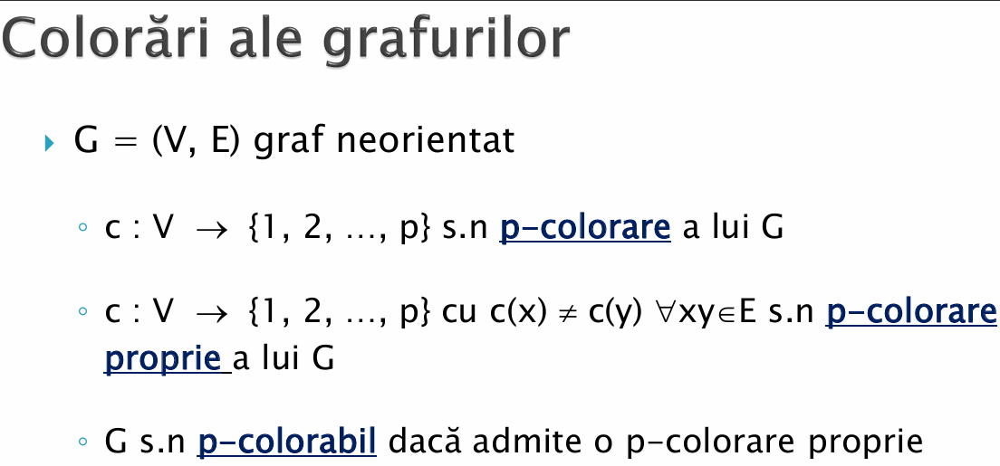 Colorări ale grafurilor
G = (V, E) graf neorientat
c : V → {1, 2, …, p} s.n p-colorare a lui G
c : V → {1, 2, …, p} cu c(x) ≠ c(y) ∀xy∈E s.n p-colorare
proprie a lui G
G s.n p-colorabil dacă admite o p-colorare proprie